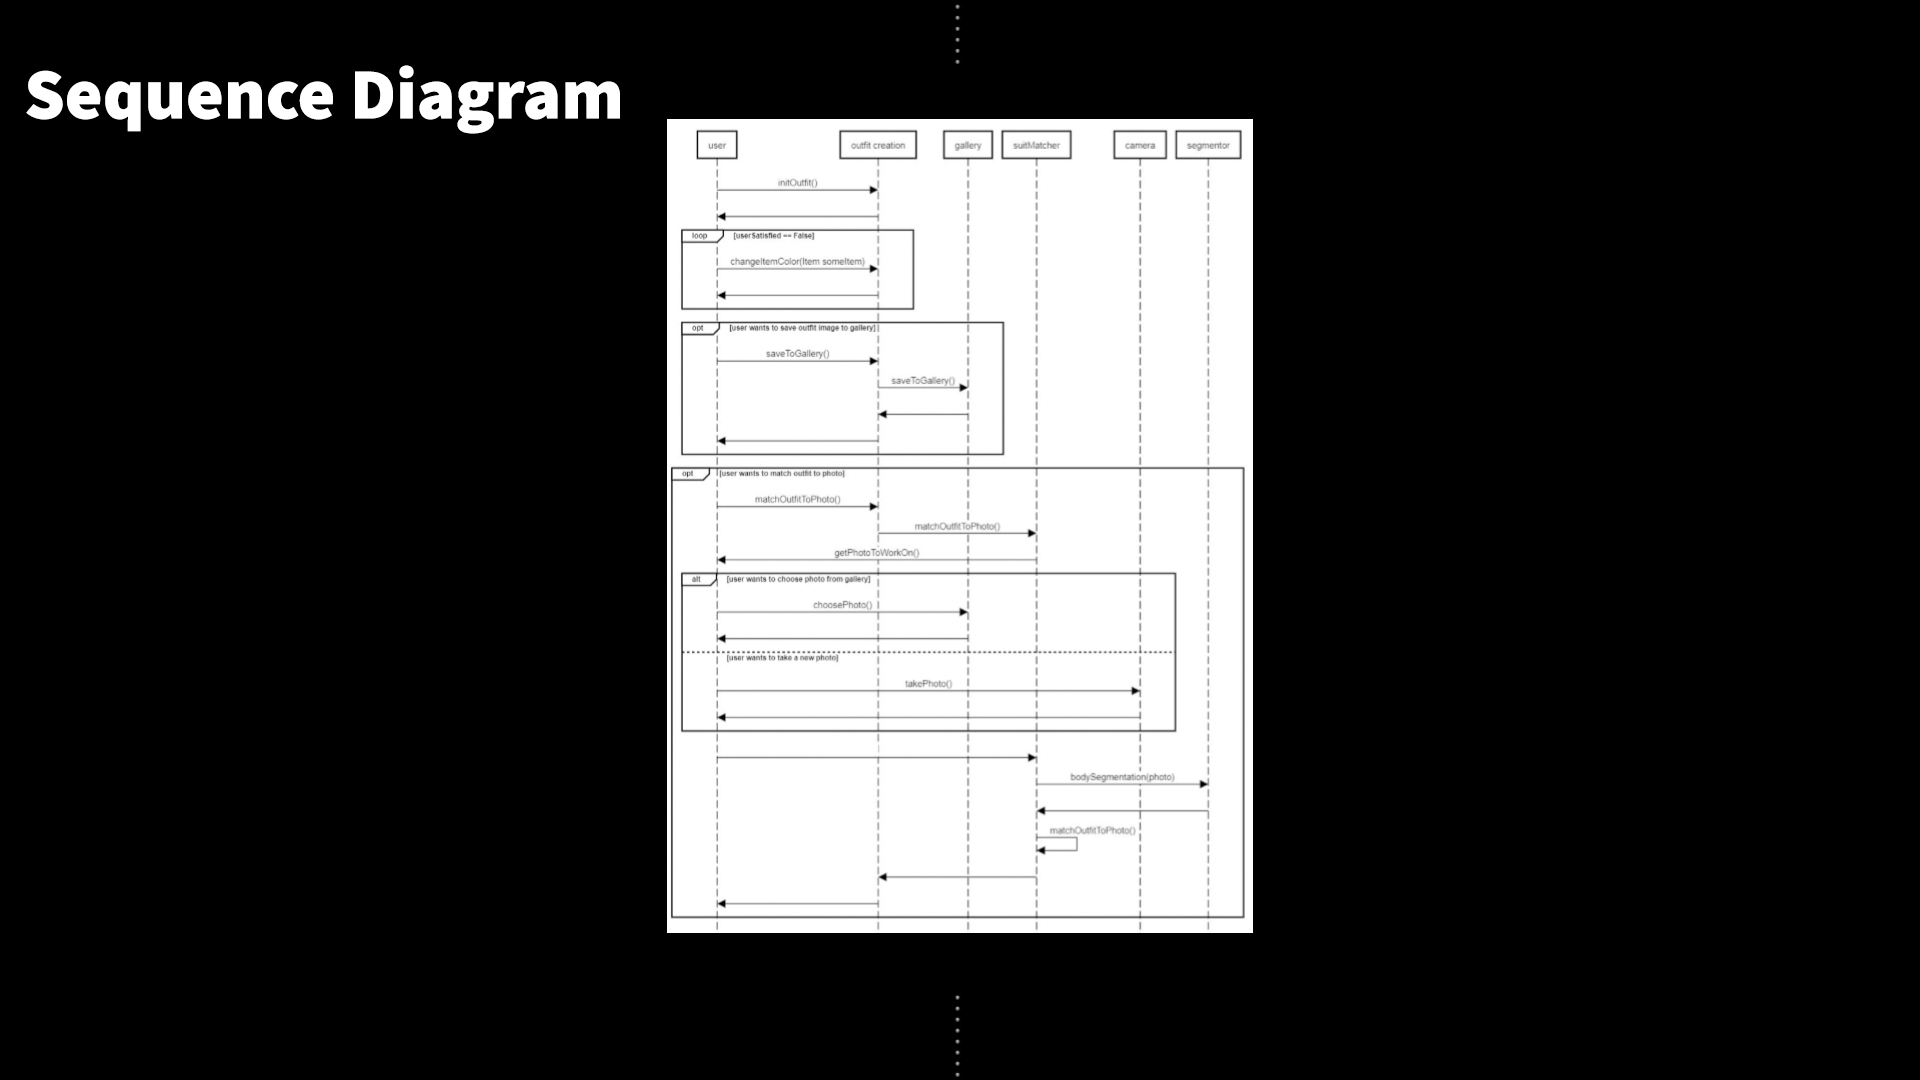 Sequence Diagram
user
outfit creation
gallery
suitMatcher
camera
segmentor
initOutfit()
loop
[userSatisfied == False]
changeItemColor(Item someItem)
opt
[user wants to save outfit image to gallery]
saveToGallery()
saveToGallery()
opt
[user wants to match outfit to photo]
matchOutfitToPhoto()
matchOutfitToPhoto()
getPhotoToWorkOn()
alt
[user wants to choose photo from gallery]
choosePhoto()
[user wants to take a new photo]
takePhoto()
bodySegmentation(photo)
matchOutfitToPhoto()